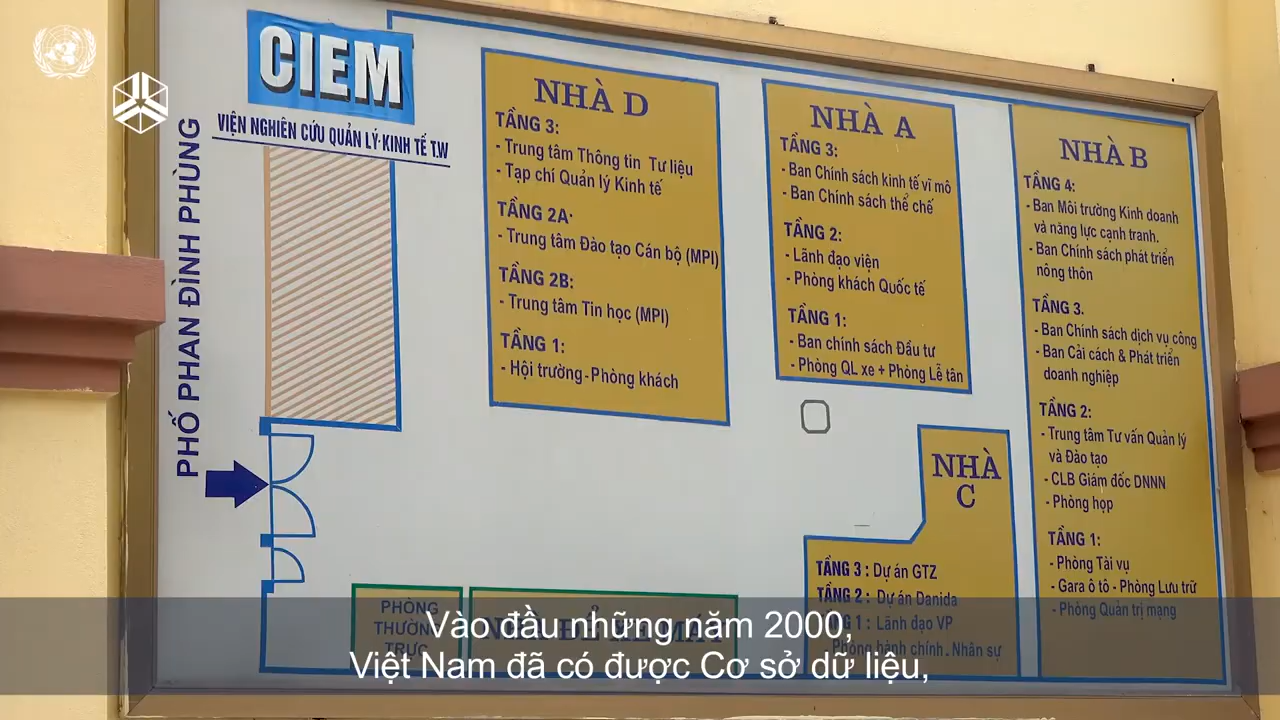 CIEM
VIỆN NGHIÊN CỨU QUẢN LÝ KINH TẾ T.W
PHỐ PHAN ĐÌNH PHÙNG
NHÀ D
TẦNG 3:
- Trung tâm Thông tin Tư liệu
- Tạp chí Quản lý Kinh tế
TẦNG 2A:
- Trung tâm Đào tạo Cán bộ (MPI)
TẦNG 2B:
- Trung tâm Tin học (MPI)
TẦNG 1:
- Hội trường - Phòng khách
NHÀ A
TẦNG 3:
- Ban Chính sách kinh tế vĩ mô
- Ban Chính sách thể chế
TẦNG 2:
- Lãnh đạo viện
- Phòng khách Quốc tế
TẦNG 1:
- Ban chính sách Đầu tư
- Phòng QL xe + Phòng Lễ tân
NHÀ B
TẦNG 4:
- Ban Môi trường Kinh doanh
và năng lực cạnh tranh.
- Ban Chính sách phát triển
nông thôn
TẦNG 3.
- Ban Chính sách dịch vụ công
- Ban Cải cách & Phát triển
doanh nghiệp
TẦNG 2:
- Trung tâm Tư vấn Quản lý
và Đào tạo
- CLB Giám đốc DNNN
- Phòng họp
TẦNG 1:
- Phòng Tài vụ
- Gara ô tô - Phòng Lưu trữ
- Phòng Quản trị mạng
NHÀ
C
TẦNG 3 : Dự án GTZ
TẦNG 2 : Dự án Danida
1 : Lãnh đạo VP
Phòng hành chính. Nhân sự
PHÒNG
THƯỜNG
TRỰC
NHÀ ĐỂ XE MÁY
Vào đầu những năm 2000,
Việt Nam đã có được Cơ sở dữ liệu,